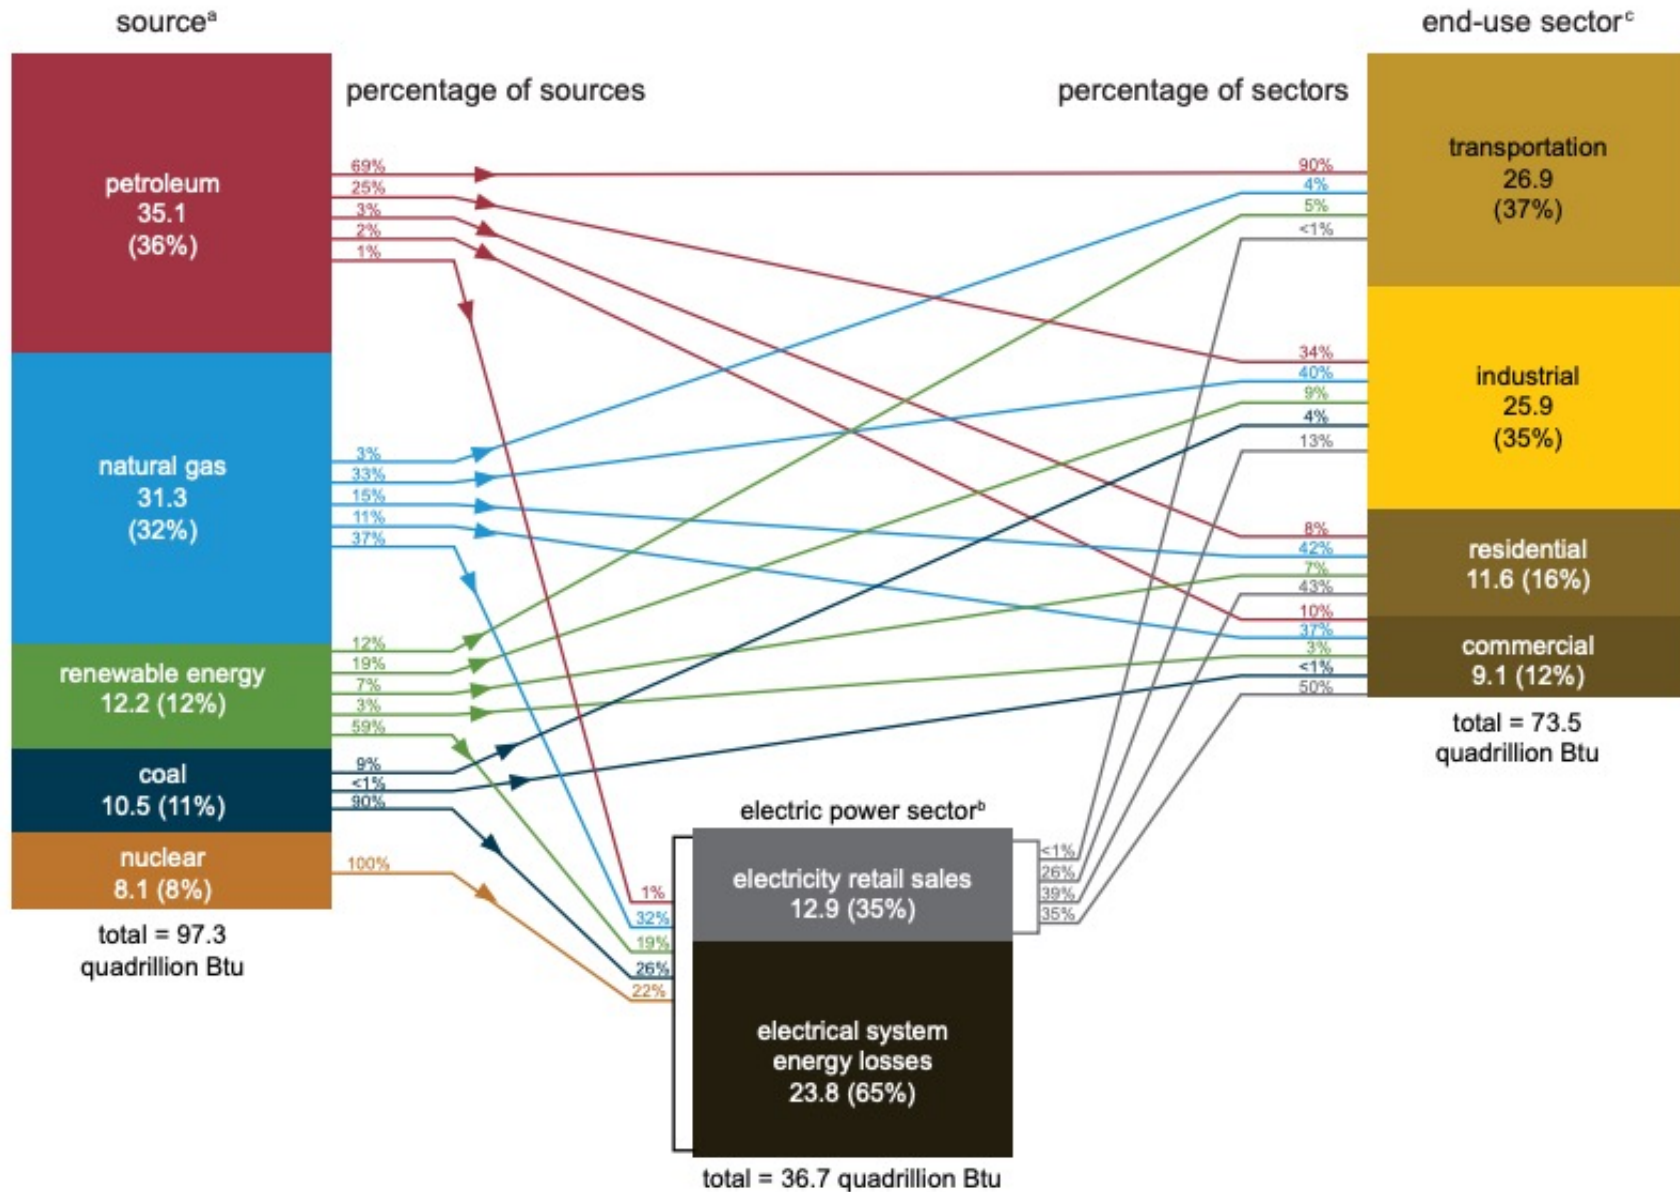 sourceᵃ
end-use sectorᶜ
percentage of sources
percentage of sectors
petroleum
35.1
(36%)
69%
25%
3%
2%
1%
natural gas
31.3
(32%)
3%
33%
15%
11%
37%
renewable energy
12.2 (12%)
12%
19%
7%
3%
59%
coal
10.5 (11%)
9%
<1%
90%
nuclear
8.1 (8%)
100%
total = 97.3
quadrillion Btu
electric power sectorᵇ
1%
32%
19%
26%
22%
electricity retail sales
12.9 (35%)
electrical system
energy losses
23.8 (65%)
total = 36.7 quadrillion Btu
<1%
26%
39%
35%
90%
4%
5%
<1%
transportation
26.9
(37%)
34%
40%
9%
4%
13%
industrial
25.9
(35%)
8%
42%
7%
43%
residential
11.6 (16%)
10%
37%
3%
<1%
50%
commercial
9.1 (12%)
total = 73.5
quadrillion Btu